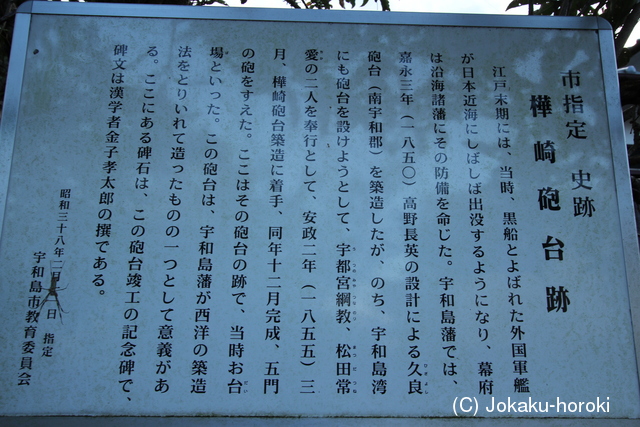 市指定 史跡
樺崎砲台跡
江戸末期には、当時、黒船とよばれた外国軍艦
が日本近海にしばしば出没するようになり、幕府
は沿海諸藩にその防備を命じた。宇和島藩では、
嘉永三年（一八五〇）高野長英の設計による久良
砲台（南宇和郡）を築造したが、のち、宇和島湾
にも砲台を設けようとして、宇都宮綱教、松田常
愛の二人を奉行として、安政二年（一八五五）三
月、樺崎砲台築造に着手、同年十二月完成、五門
の砲をすえた。ここはその砲台の跡で、当時お台
場といった。この砲台は、宇和島藩が西洋の築造
法をとりいれて造ったものの一つとして意義があ
る。ここにある碑石は、この砲台竣工の記念碑で、
碑文は漢学者金子孝太郎の撰である。
昭和三十八年二月 日 指定
宇和島市教育委員会
(C) Jokaku-horoki